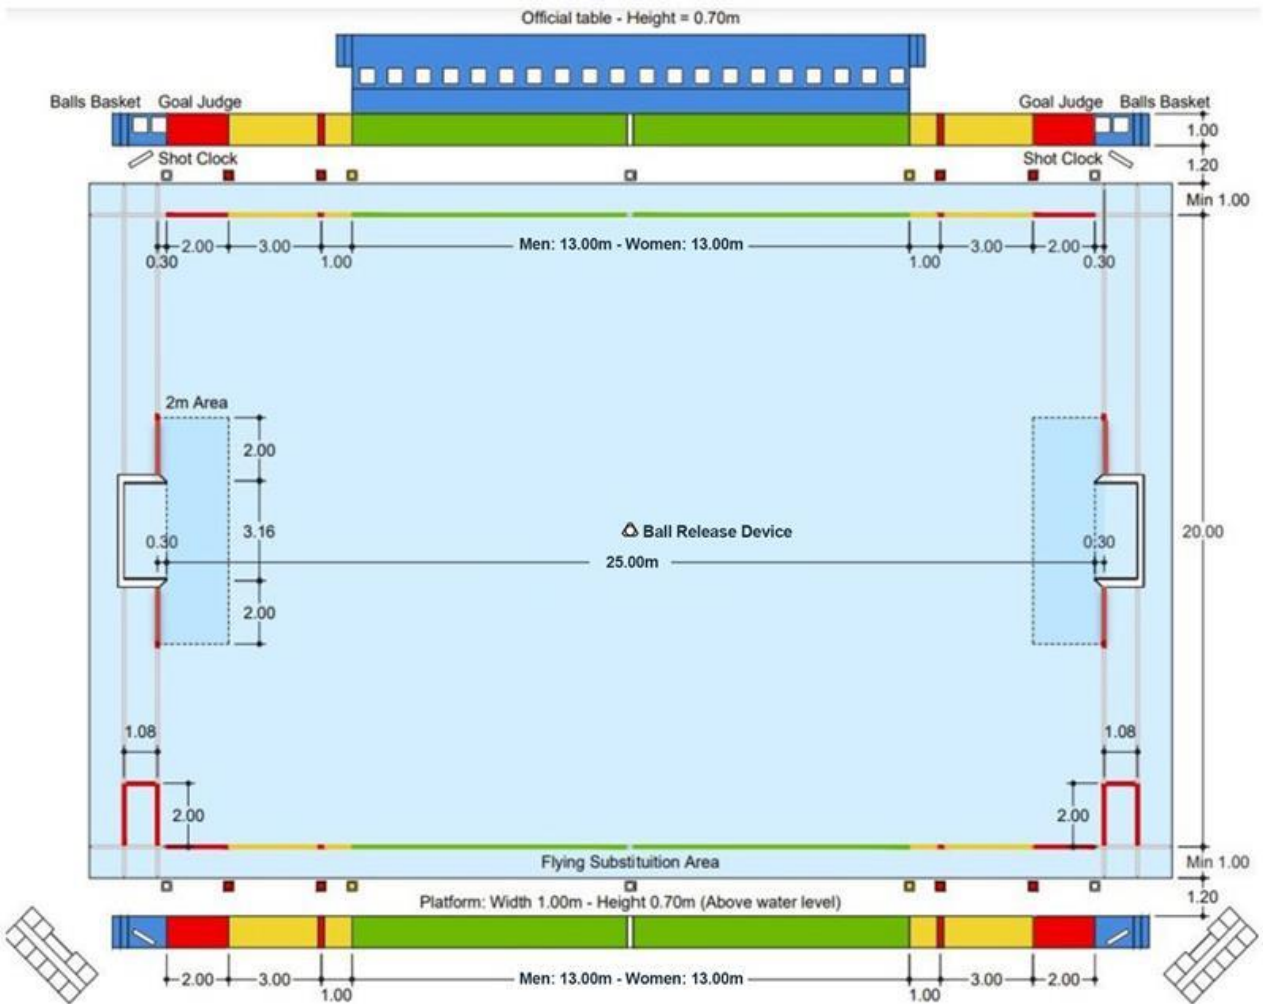 Official table - Height = 0.70m
Balls Basket Goal Judge Goal Judge Balls Basket
1.00
Shot Clock Shot Clock
1.20
Min 1.00
2.00 3.00 Men: 13.00m - Women: 13.00m 3.00 2.00
0.30 1.00 1.00 0.30
2m Area
2.00
3.16 Ball Release Device 20.00
0.30 0.30
25.00m
2.00
1.08 1.08
2.00 2.00
Flying Substituition Area Min 1.00
1.20
Platform: Width 1.00m - Height 0.70m (Above water level)
2.00 3.00 Men: 13.00m - Women: 13.00m 3.00 2.00
1.00 1.00